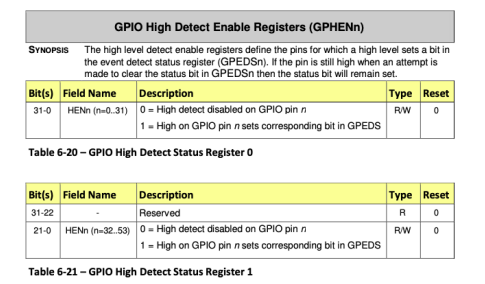 GPIO High Detect Enable Registers (GPHENn)
SYNOPSIS The high level detect enable registers define the pins for which a high level sets a bit in
the event detect status register (GPEDSn). If the pin is still high when an attempt is
made to clear the status bit in GPEDSn then the status bit will remain set.
Bit(s) Field Name Description Type Reset
31-0 HENn (n=0..31) 0 = High detect disabled on GPIO pin n R/W 0
1 = High on GPIO pin n sets corresponding bit in GPEDS
Table 6-20 – GPIO High Detect Status Register 0
Bit(s) Field Name Description Type Reset
31-22 - Reserved R 0
21-0 HENn (n=32..53) 0 = High detect disabled on GPIO pin n R/W 0
1 = High on GPIO pin n sets corresponding bit in GPEDS
Table 6-21 – GPIO High Detect Status Register 1